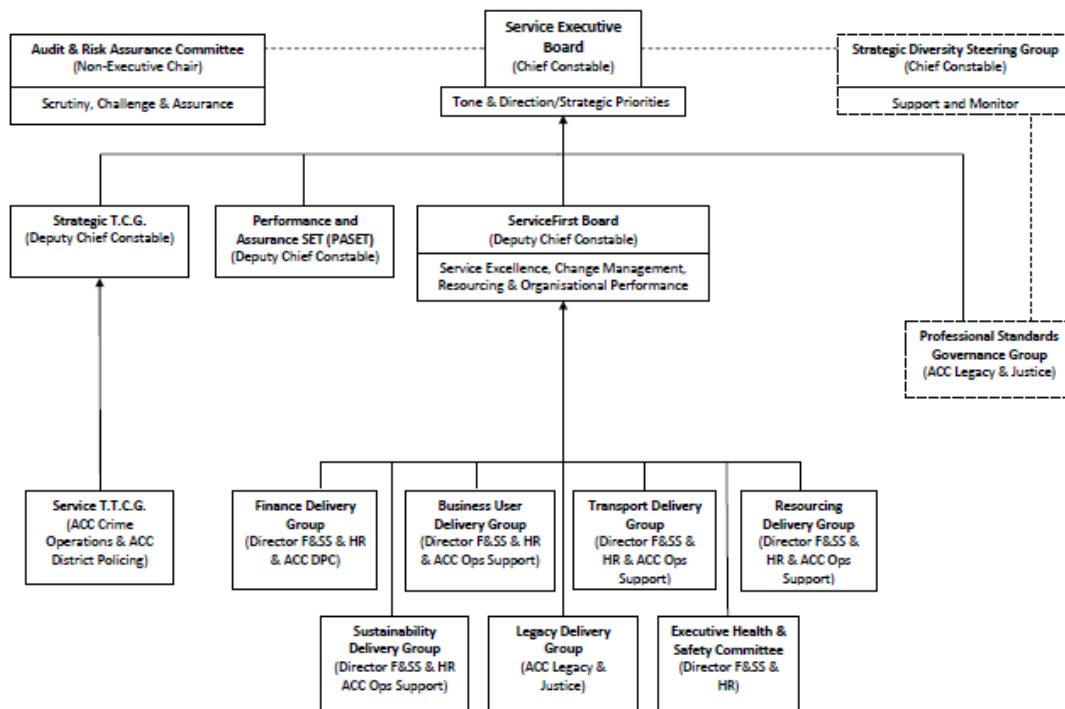 Service Executive
Board
(Chief Constable)
Tone & Direction/Strategic Priorities
Audit & Risk Assurance Committee
(Non-Executive Chair)
Scrutiny, Challenge & Assurance
Strategic Diversity Steering Group
(Chief Constable)
Support and Monitor
Strategic T.C.G.
(Deputy Chief Constable)
Performance and
Assurance SET (PASET)
(Deputy Chief Constable)
ServiceFirst Board
(Deputy Chief Constable)
Service Excellence, Change Management,
Resourcing & Organisational Performance
Professional Standards
Governance Group
(ACC Legacy & Justice)
Service T.T.C.G.
(ACC Crime
Operations & ACC
District Policing)
Finance Delivery
Group
(Director F&SS & HR
& ACC DPC)
Business User
Delivery Group
(Director F&SS & HR
& ACC Ops Support)
Transport Delivery
Group
(Director F&SS &
HR & ACC Ops
Support)
Resourcing
Delivery Group
(Director F&SS &
HR & ACC Ops
Support)
Sustainability
Delivery Group
(Director F&SS & HR
ACC Ops Support)
Legacy Delivery
Group
(ACC Legacy &
Justice)
Executive Health &
Safety Committee
(Director F&SS &
HR)